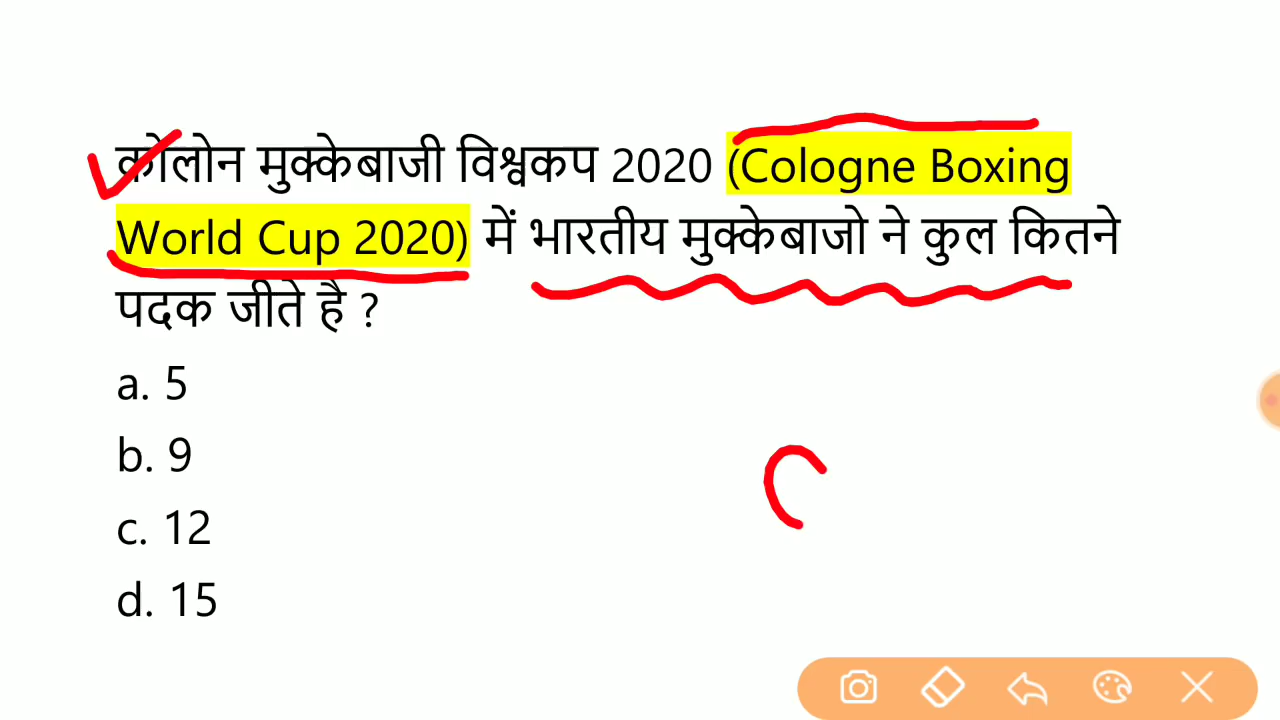 कोलोन मुक्केबाजी विश्वकप 2020 (Cologne Boxing
World Cup 2020) में भारतीय मुक्केबाजो ने कुल कितने
पदक जीते है ?
a. 5
b. 9
c. 12
d. 15